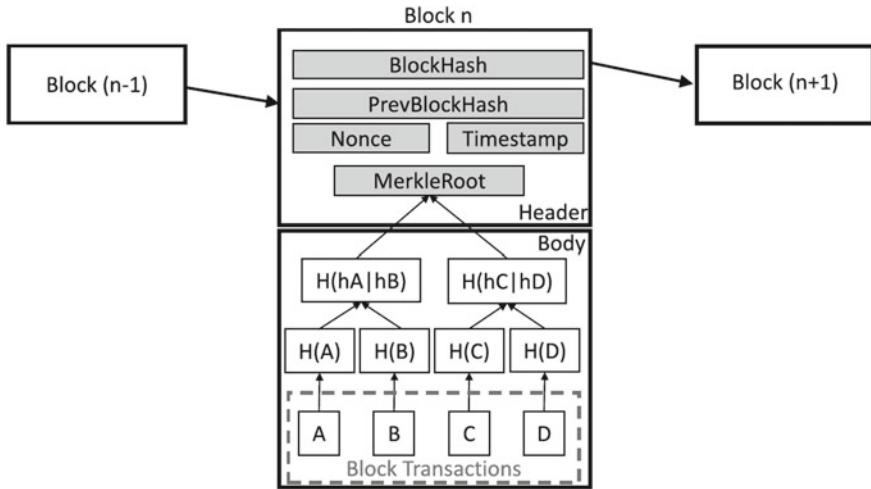 Block n
Block (n-1)
BlockHash
Block (n+1)
PrevBlockHash
Nonce
Timestamp
MerkleRoot
Header
Body
H(hA|hB)
H(hC|hD)
H(A)
H(B)
H(C)
H(D)
A
B
C
D
Block Transactions